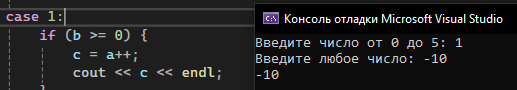 case 1:
if (b >= 0) {
c = a++;
cout << c << endl;
Консоль отладки Microsoft Visual Studio
Введите число от 0 до 5: 1
Введите любое число: -10
-10